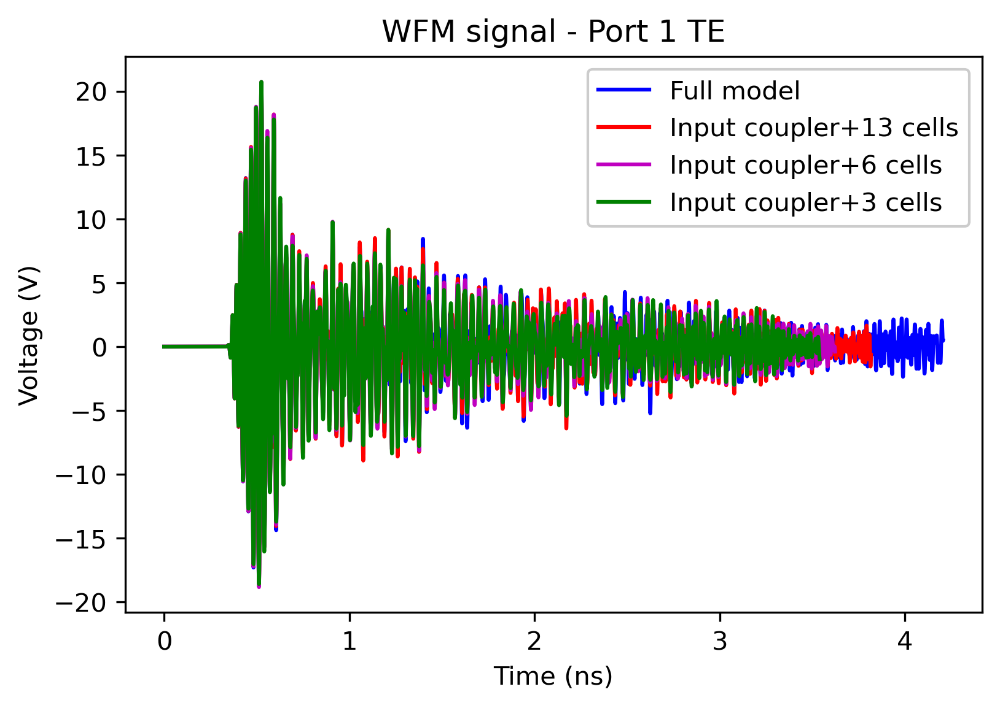 WFM signal - Port 1 TE
Full model
Input coupler+13 cells
Input coupler+6 cells
Input coupler+3 cells
Voltage (V)
20
15
10
5
0
−5
−10
−15
−20
0 1 2 3 4
Time (ns)